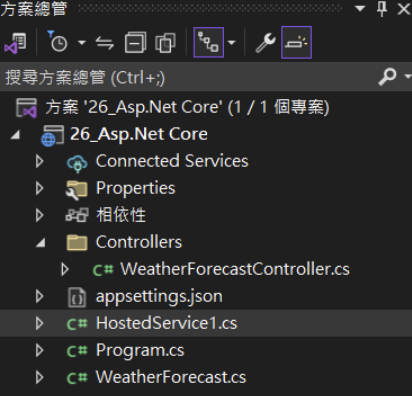 方案總管
搜尋方案總管 (Ctrl+;)
方案 '26_Asp.Net Core' (1 / 1 個專案)
26_Asp.Net Core
Connected Services
Properties
相依性
Controllers
C# WeatherForecastController.cs
appsettings.json
C# HostedService1.cs
C# Program.cs
C# WeatherForecast.cs